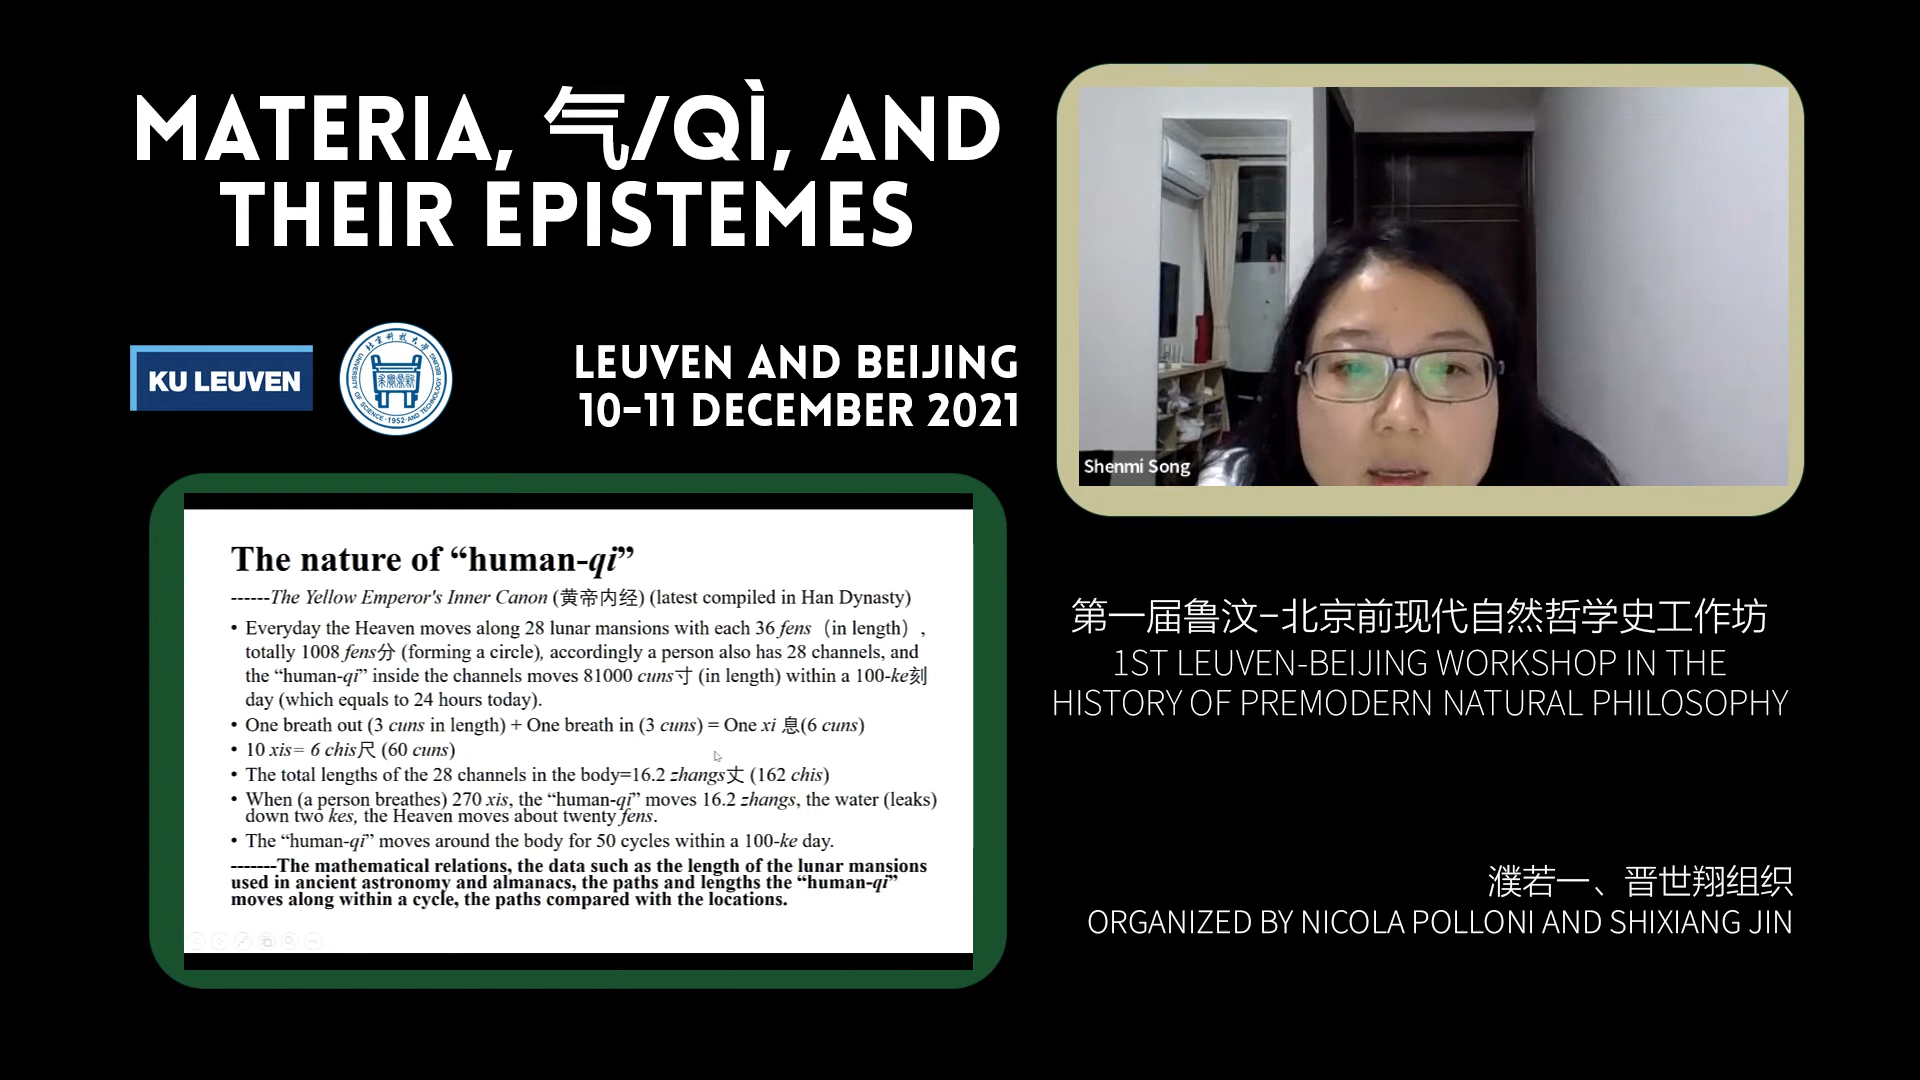 MATERIA, 气/QÌ, AND
THEIR EPISTEMES
KU LEUVEN
北京科技大学
UNIVERSITY OF SCIENCE AND TECHNOLOGY BEIJING
·1952·
LEUVEN AND BEIJING
10-11 DECEMBER 2021
Shenmi Song
The nature of “human-qi”
------The Yellow Emperor's Inner Canon (黄帝内经) (latest compiled in Han Dynasty)
• Everyday the Heaven moves along 28 lunar mansions with each 36 fens（in length）,
totally 1008 fens分 (forming a circle), accordingly a person also has 28 channels, and
the “human-qi” inside the channels moves 81000 cuns寸 (in length) within a 100-ke刻
day (which equals to 24 hours today).
• One breath out (3 cuns in length) + One breath in (3 cuns) = One xi 息(6 cuns)
• 10 xis= 6 chis尺 (60 cuns)
• The total lengths of the 28 channels in the body=16.2 zhangs丈 (162 chis)
• When (a person breathes) 270 xis, the “human-qi” moves 16.2 zhangs, the water (leaks)
down two kes, the Heaven moves about twenty fens.
• The “human-qi” moves around the body for 50 cycles within a 100-ke day.
-------The mathematical relations, the data such as the length of the lunar mansions
used in ancient astronomy and almanacs, the paths and lengths the “human-qi”
moves along within a cycle, the paths compared with the locations.
第一届鲁汶-北京前现代自然哲学史工作坊
1ST LEUVEN-BEIJING WORKSHOP IN THE
HISTORY OF PREMODERN NATURAL PHILOSOPHY
濮若一、晋世翔组织
ORGANIZED BY NICOLA POLLONI AND SHIXIANG JIN